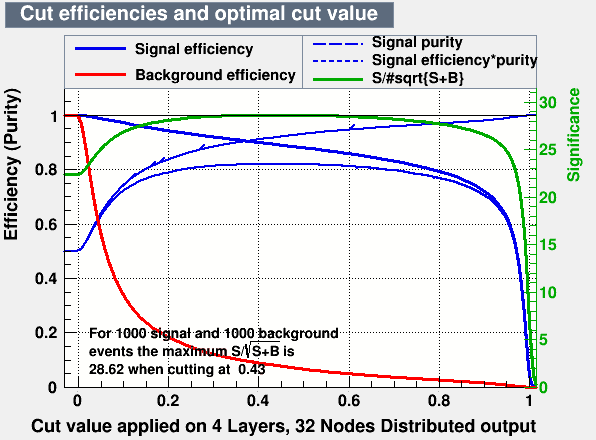 Cut efficiencies and optimal cut value
Signal efficiency
Background efficiency
Signal purity
Signal efficiency*purity
S/#sqrt{S+B}
Efficiency (Purity)
1
0.8
0.6
0.4
0.2
0
30
25
20
15
10
5
0
Significance
For 1000 signal and 1000 background
events the maximum S/√S+B is
28.62 when cutting at 0.43
0 0.2 0.4 0.6 0.8 1
Cut value applied on 4 Layers, 32 Nodes Distributed output